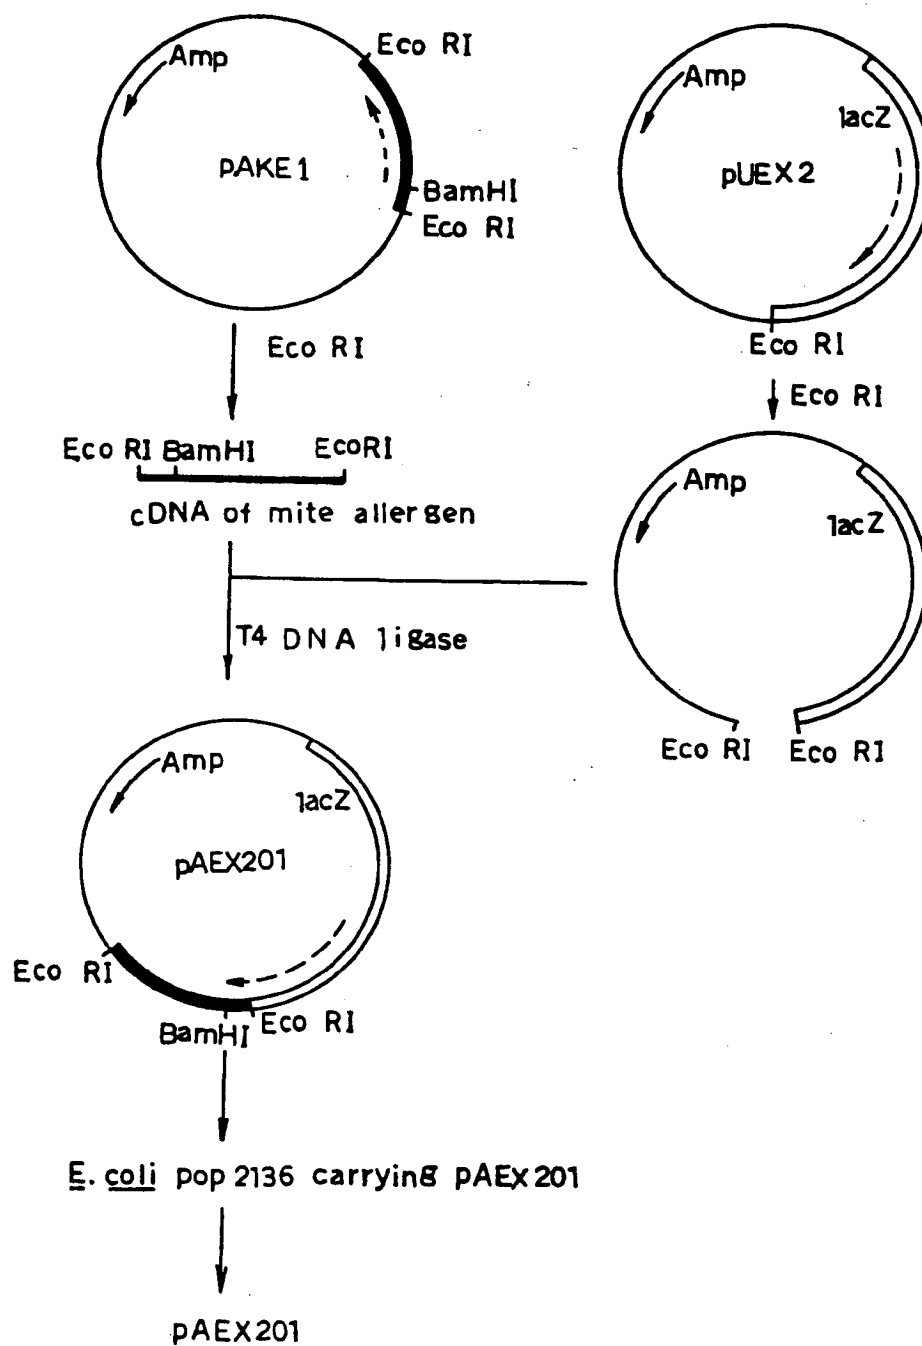 Eco RI
Amp
pAKE1
BamHI
Eco RI
Amp
lacZ
pUEX2
Eco RI
Eco RI
Eco RI
Eco RI BamHI EcoRI
cDNA of mite allergen
Amp
lacZ
T4 DNA ligase
Eco RI Eco RI
Amp
lacZ
pAEX201
Eco RI
BamHI Eco RI
E. coli pop 2136 carrying pAEx201
pAEX201